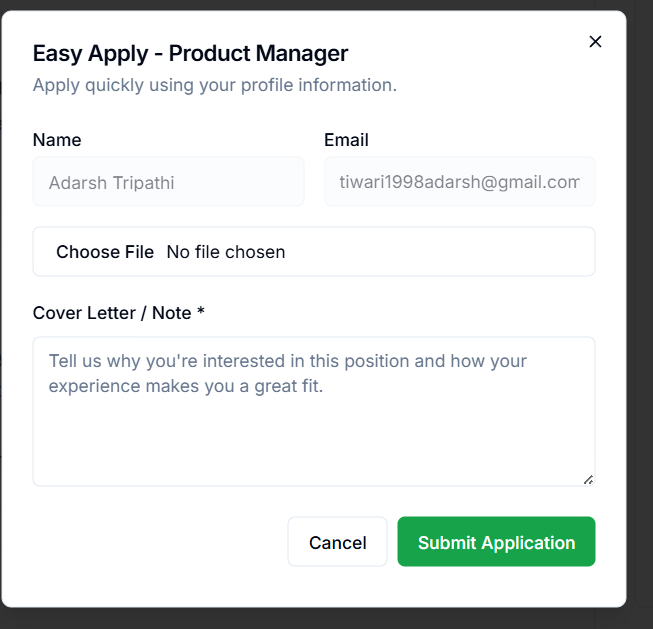 Easy Apply - Product Manager
Apply quickly using your profile information.
Name
Email
Adarsh Tripathi
tiwari1998adarsh@gmail.com
Choose File No file chosen
Cover Letter / Note *
Tell us why you're interested in this position and how your
experience makes you a great fit.
Cancel
Submit Application